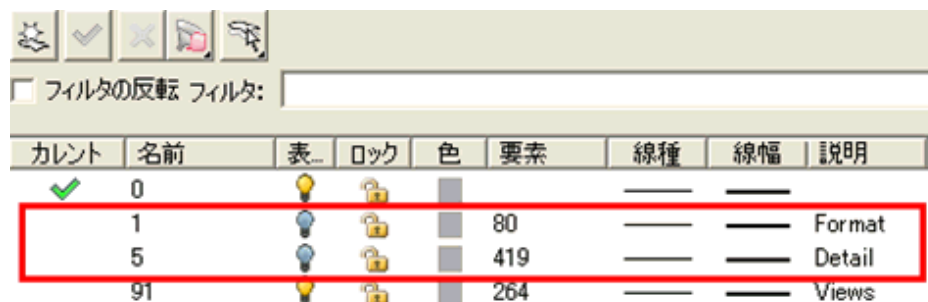 フィルタの反転 フィルタ:
カレント 名前 表... ロック 色 要素 線種 線幅 説明
0
1 80 Format
5 419 Detail
91 264 Views